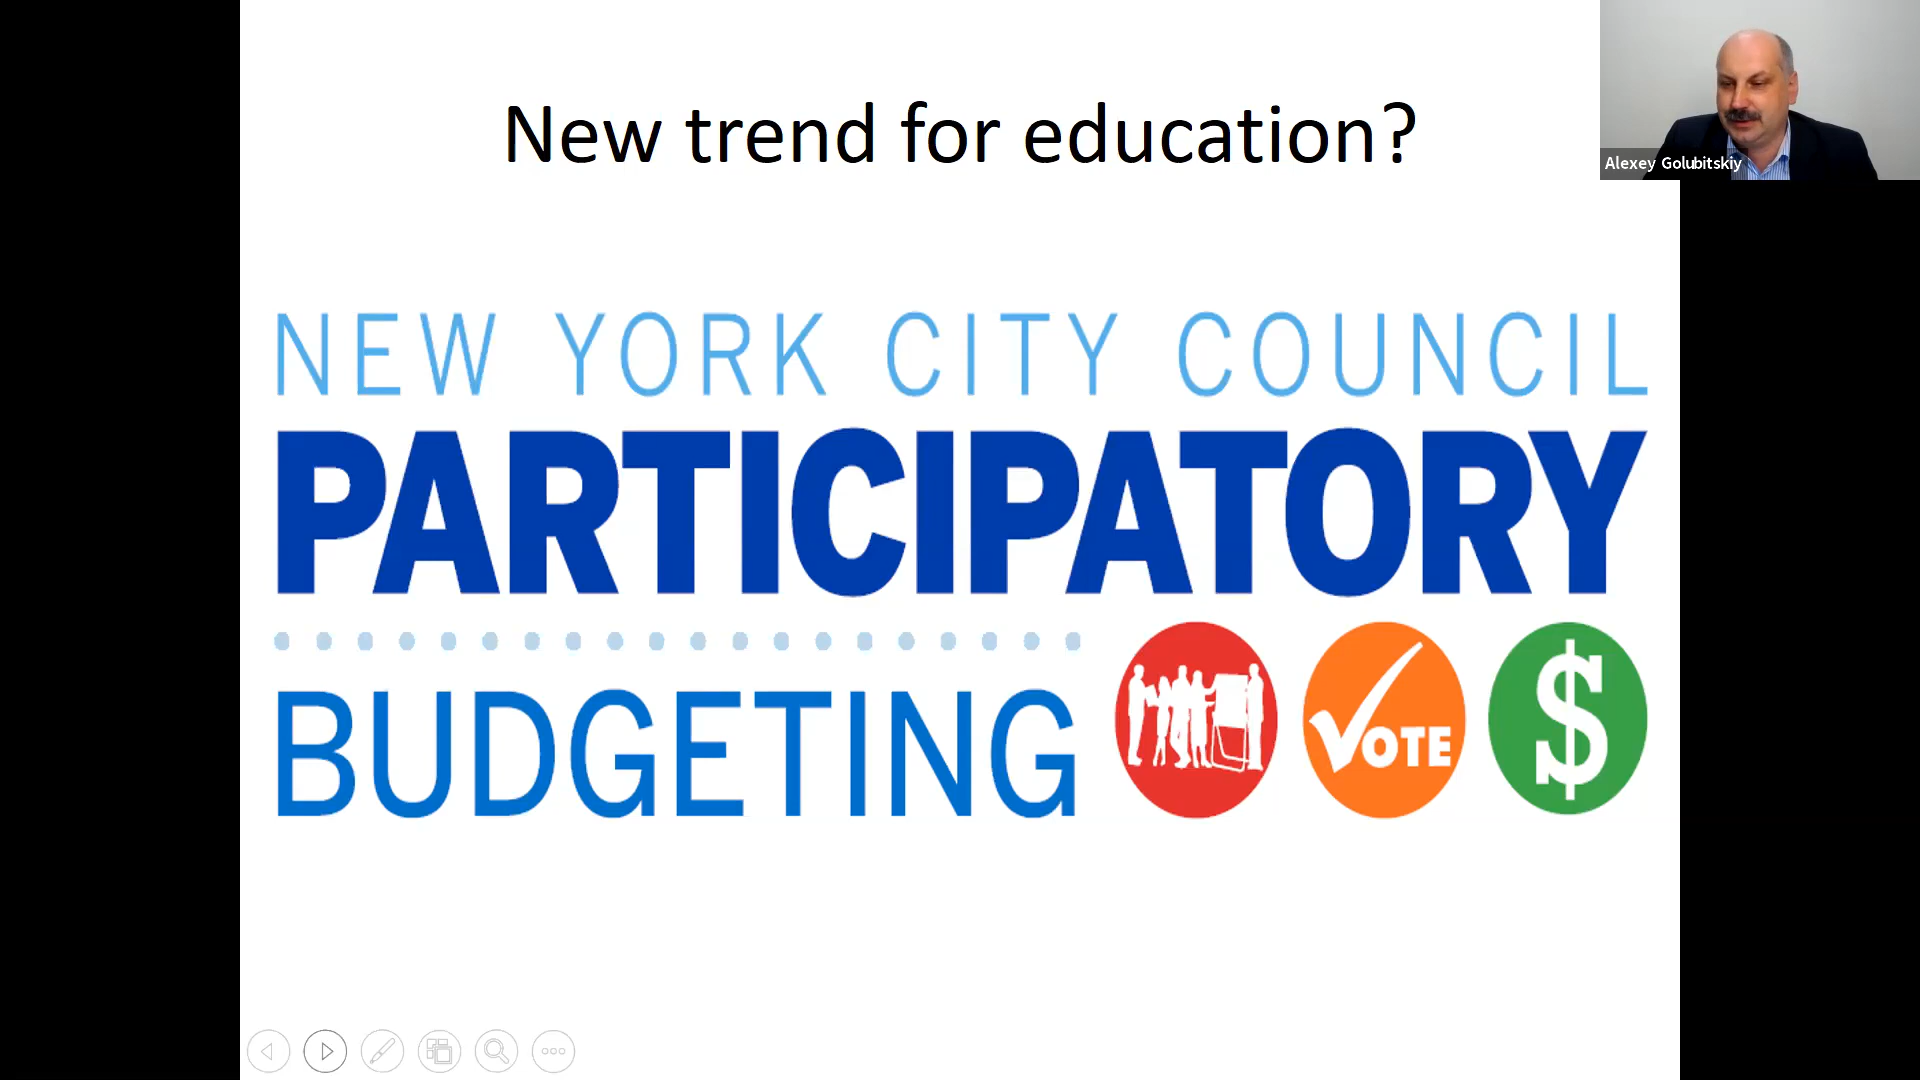 New trend for education?
Alexey Golubitskiy
NEW YORK CITY COUNCIL
PARTICIPATORY
BUDGETING
VOTE
$